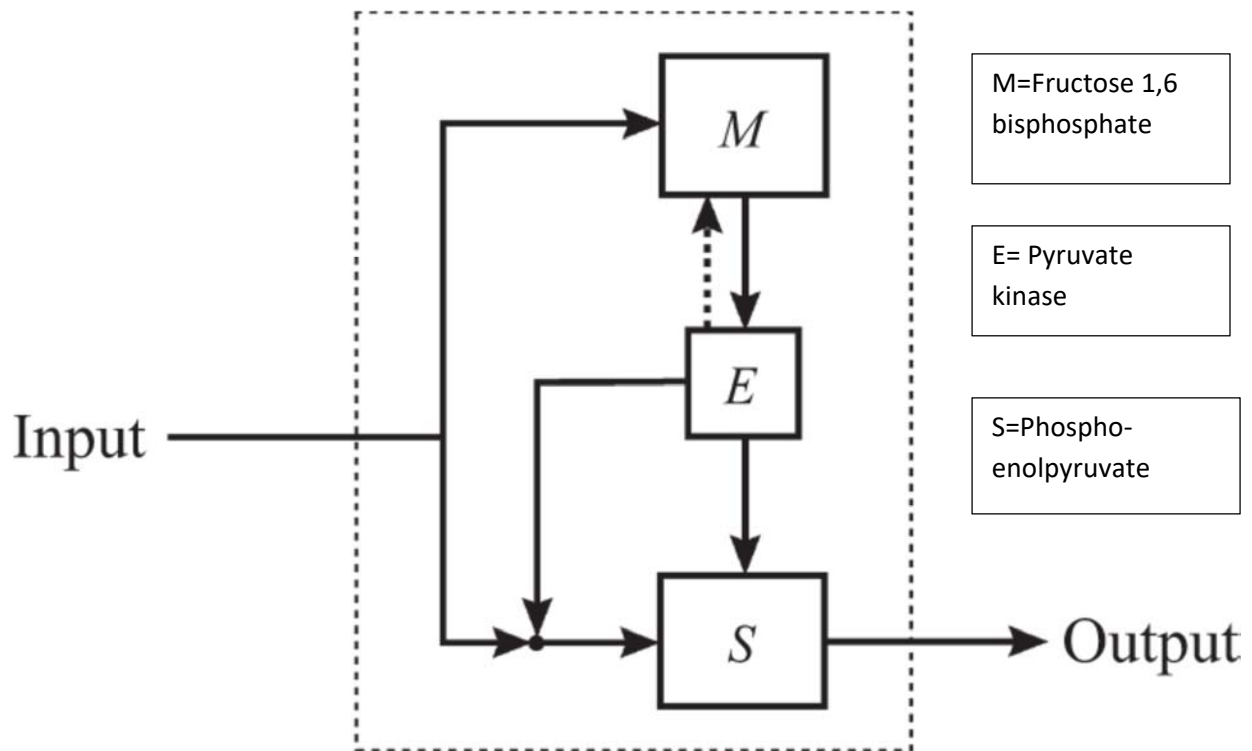 M
M=Fructose 1,6
bisphosphate
E
E= Pyruvate
kinase
Input
S=Phospho-
enolpyruvate
S
Output